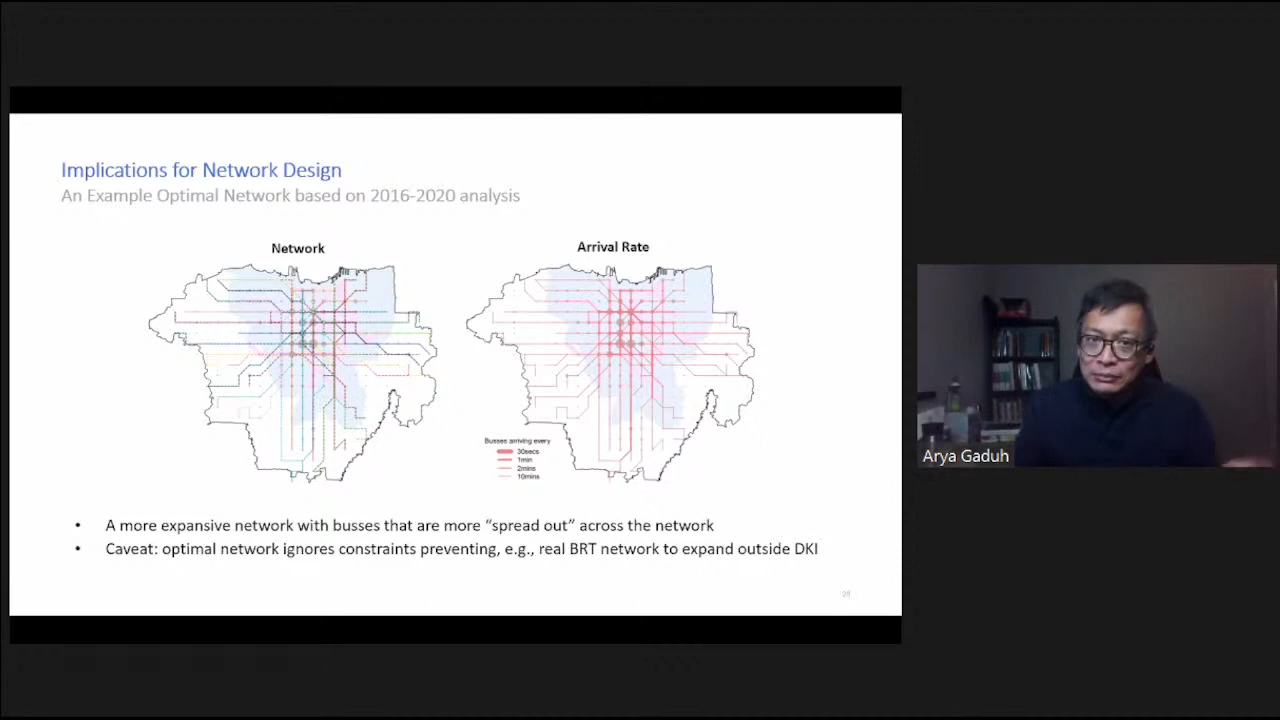 Implications for Network Design
An Example Optimal Network based on 2016-2020 analysis
Network
Arrival Rate
Busses arriving every
30secs
1min
2mins
10mins
• A more expansive network with busses that are more “spread out” across the network
• Caveat: optimal network ignores constraints preventing, e.g., real BRT network to expand outside DKI
Arya Gaduh